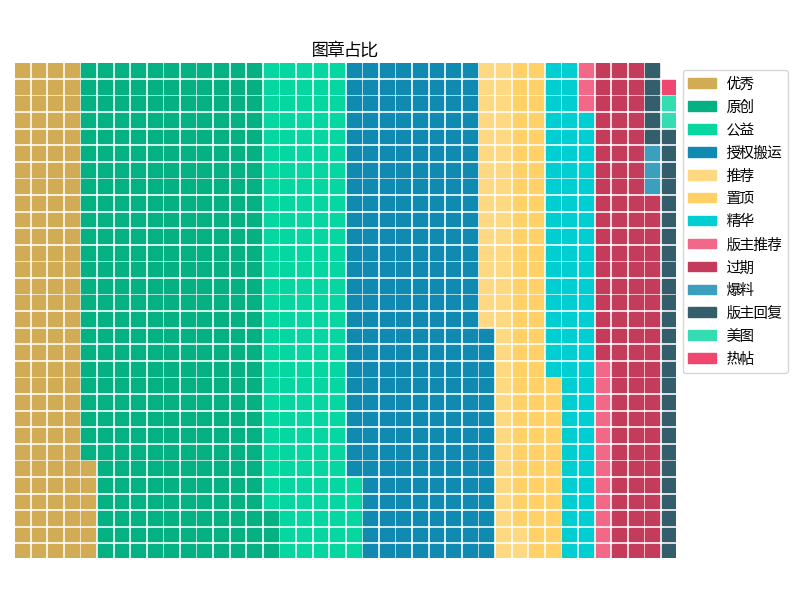 图章占比
优秀
原创
公益
授权搬运
推荐
置顶
精华
版主推荐
过期
爆料
版主回复
美图
热帖